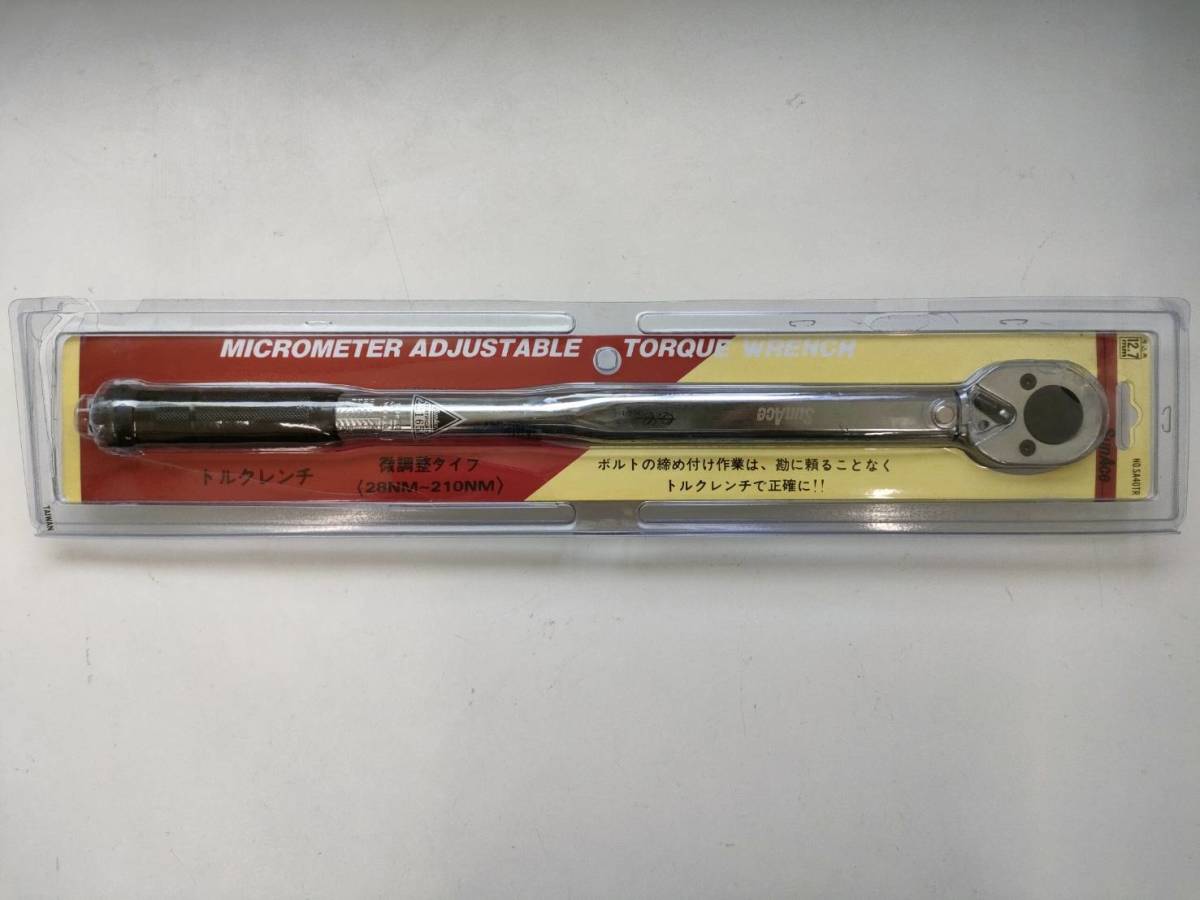 MICROMETER ADJUSTABLE TORQUE WRENCH
トルクレンチ
微調整タイプ
〈28NM~210NM〉
ボルトの締め付け作業は、勘に頼ることなく
トルクレンチで正確に!!
SunAce
12.7
SunAce
NO.SA40TR
TAIWAN